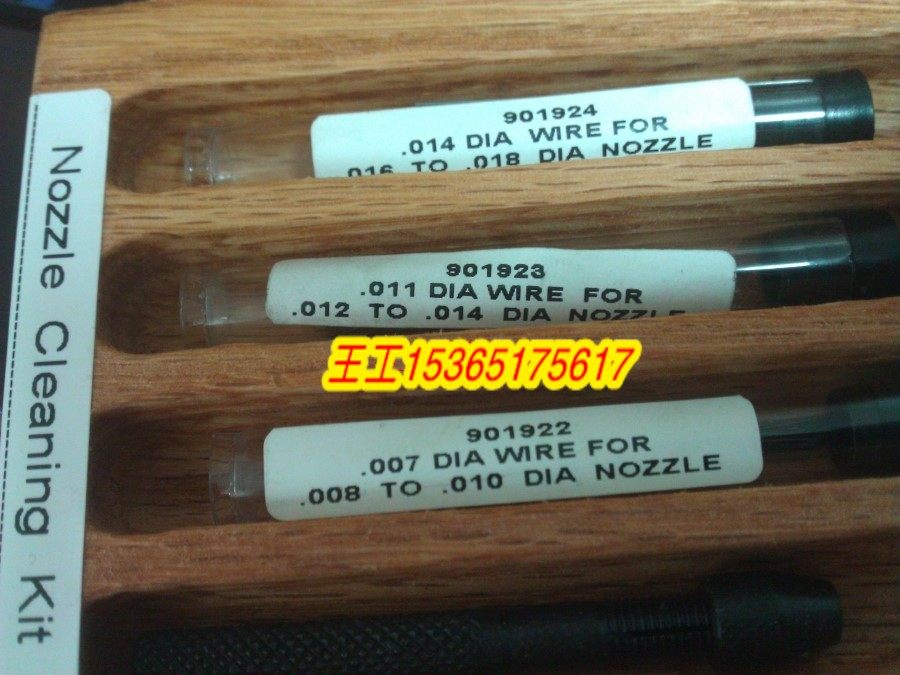 Nozzle Cleaning Kit
901924
.014 DIA WIRE FOR
.016 TO .018 DIA NOZZLE
901923
.011 DIA WIRE FOR
.012 TO .014 DIA NOZZLE
王工15365175617
901922
.007 DIA WIRE FOR
.008 TO .010 DIA NOZZLE